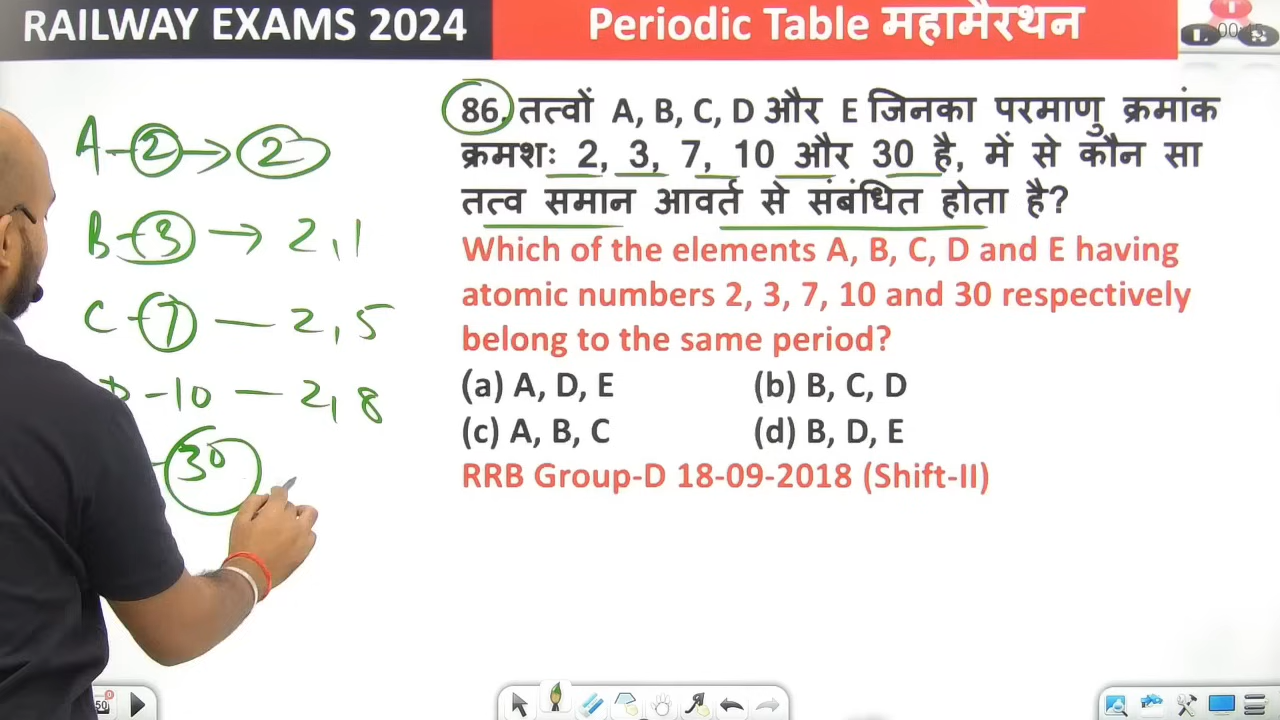 RAILWAY EXAMS 2024
Periodic Table महामैरथन
86. तत्वों A, B, C, D और E जिनका परमाणु क्रमांक
क्रमशः 2, 3, 7, 10 और 30 है, में से कौन सा
तत्व समान आवर्त से संबंधित होता है?
Which of the elements A, B, C, D and E having
atomic numbers 2, 3, 7, 10 and 30 respectively
belong to the same period?
(a) A, D, E (b) B, C, D
(c) A, B, C (d) B, D, E
RRB Group-D 18-09-2018 (Shift-II)
A - 2 → 2
B - 3 → 2, 1
C - 7 — 2, 5
D - 10 — 2, 8
- 30